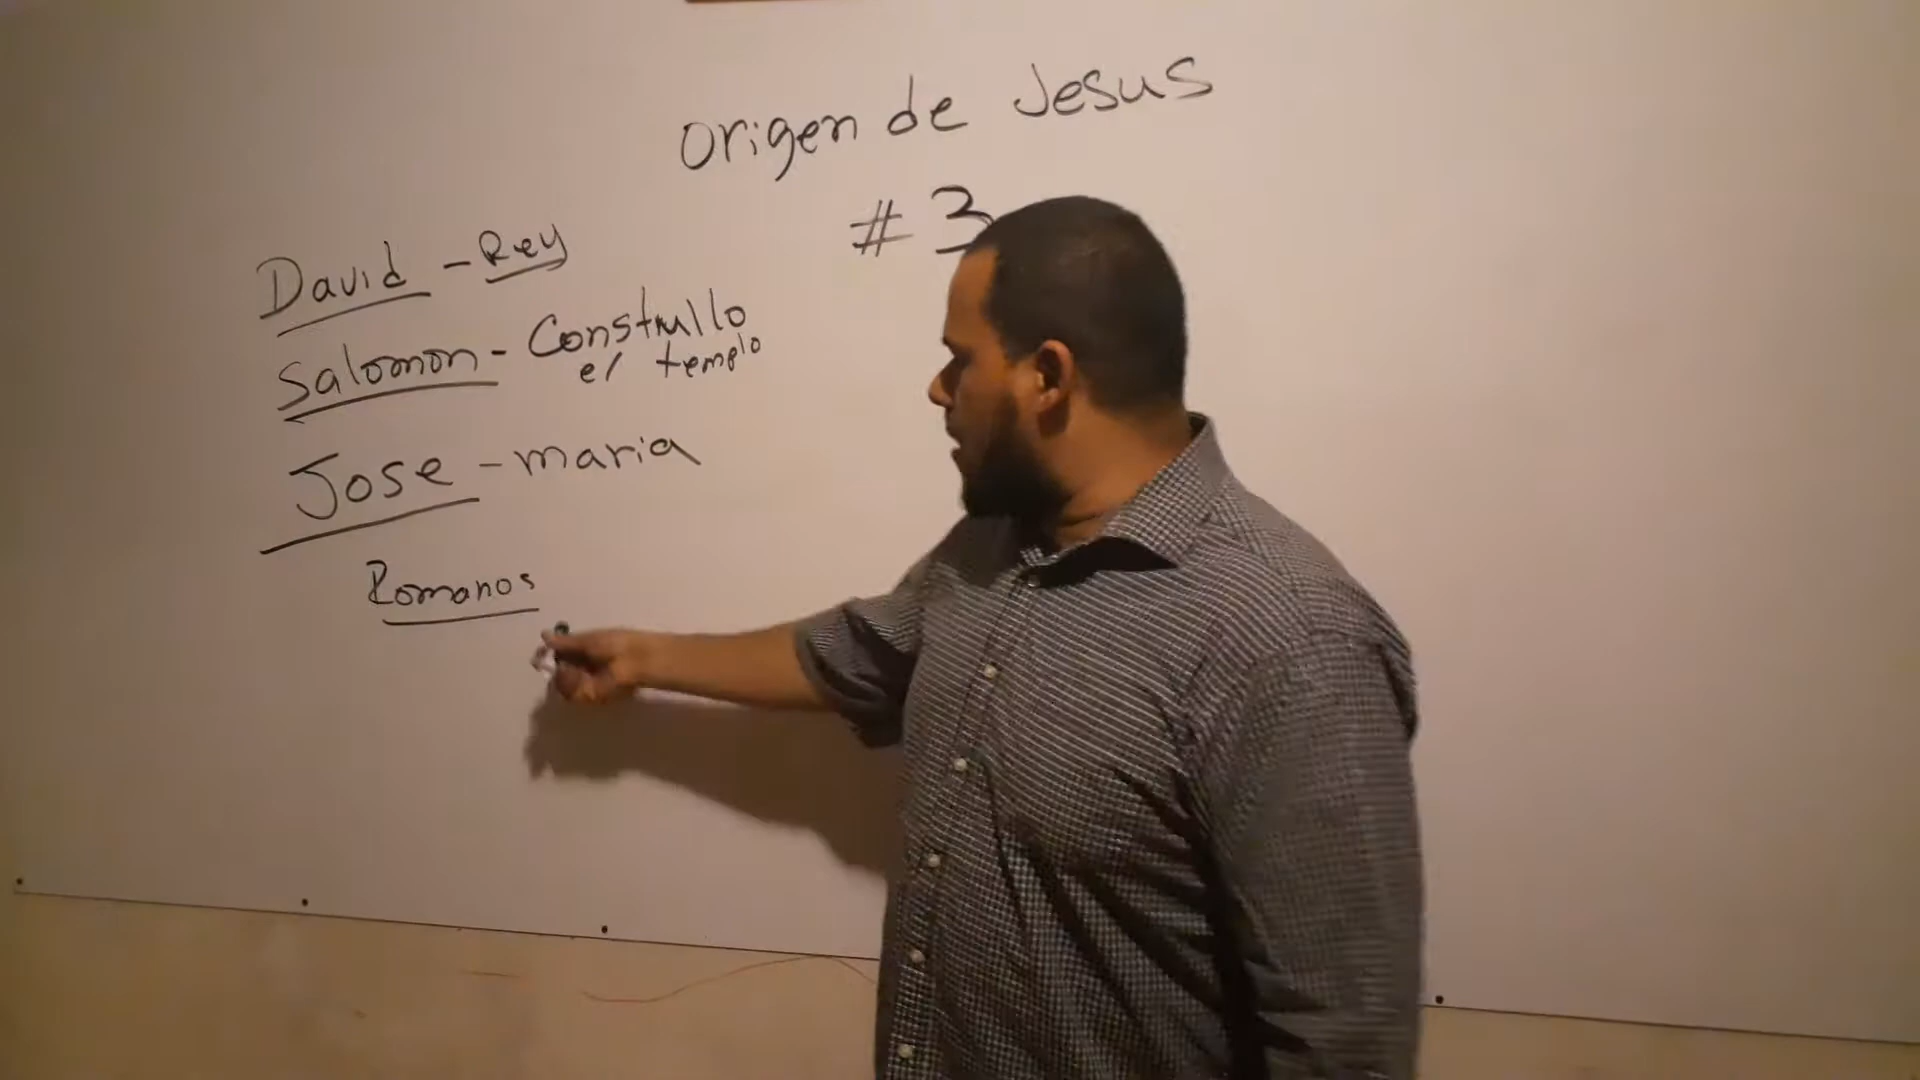 Origen de Jesus
# 3
David - Rey
Salomon - Construllo
el templo
Jose - maria
Romanos